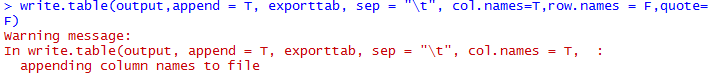 > write.table(output,append = T, exporttab, sep = "\t", col.names=T,row.names = F,quote=
F)
Warning message:
In write.table(output, append = T, exporttab, sep = "\t", col.names = T,  :
  appending column names to file